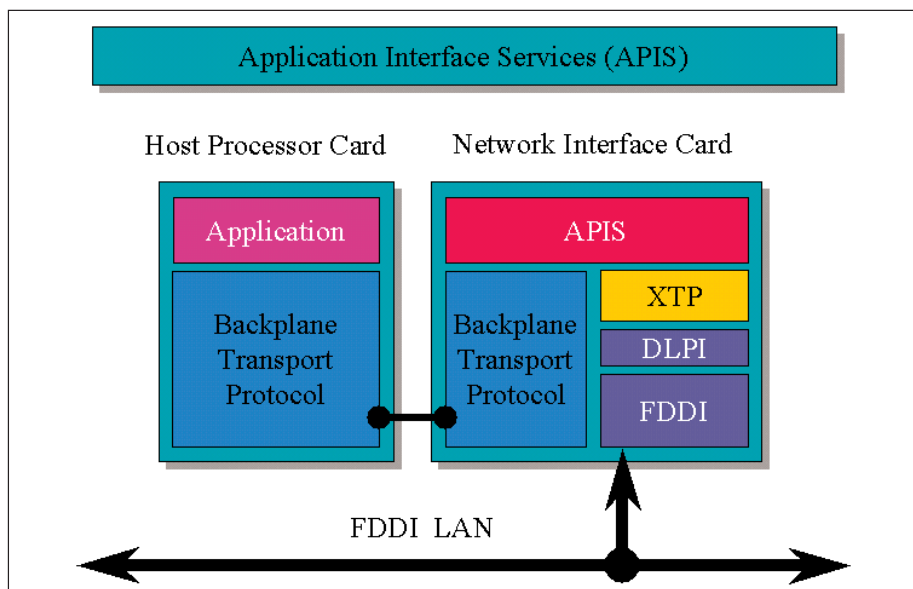 Application Interface Services (APIS)
Host Processor Card
Network Interface Card
Application
Backplane
Transport
Protocol
APIS
Backplane
Transport
Protocol
XTP
DLPI
FDDI
FDDI LAN